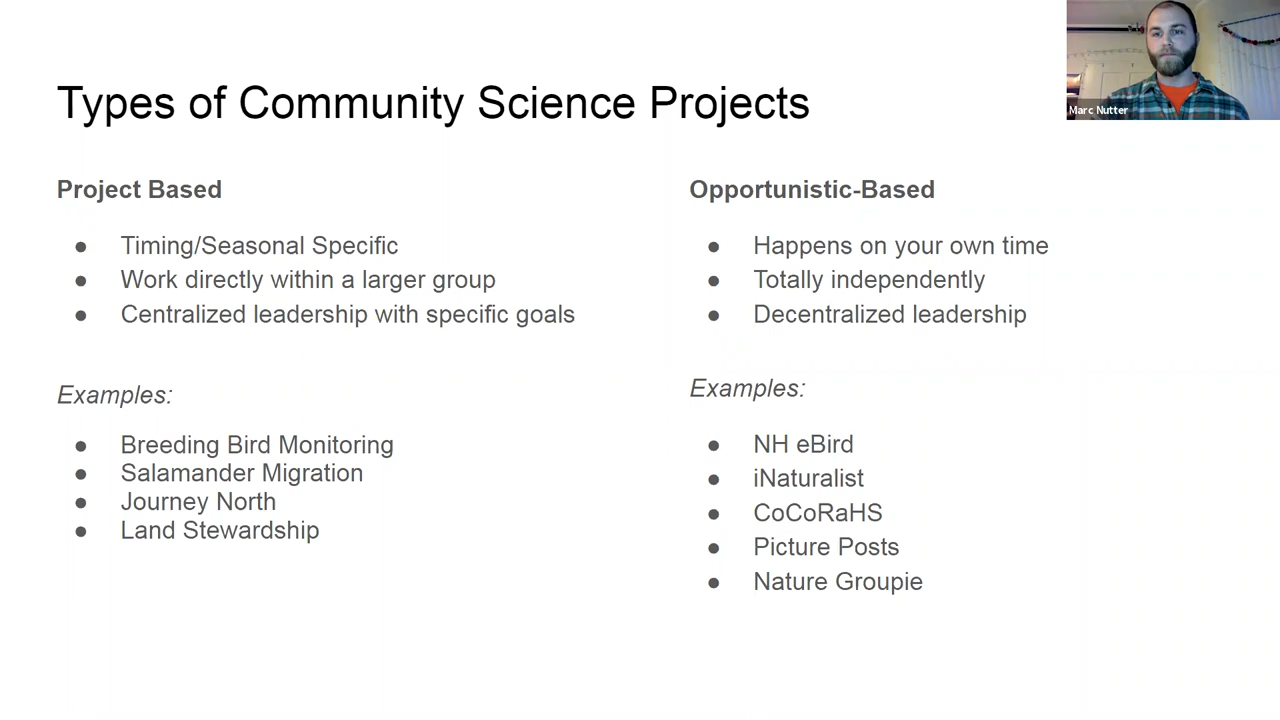 Types of Community Science Projects
Marc Nutter
Project Based
● Timing/Seasonal Specific
● Work directly within a larger group
● Centralized leadership with specific goals
Examples:
● Breeding Bird Monitoring
● Salamander Migration
● Journey North
● Land Stewardship
Opportunistic-Based
● Happens on your own time
● Totally independently
● Decentralized leadership
Examples:
● NH eBird
● iNaturalist
● CoCoRaHS
● Picture Posts
● Nature Groupie